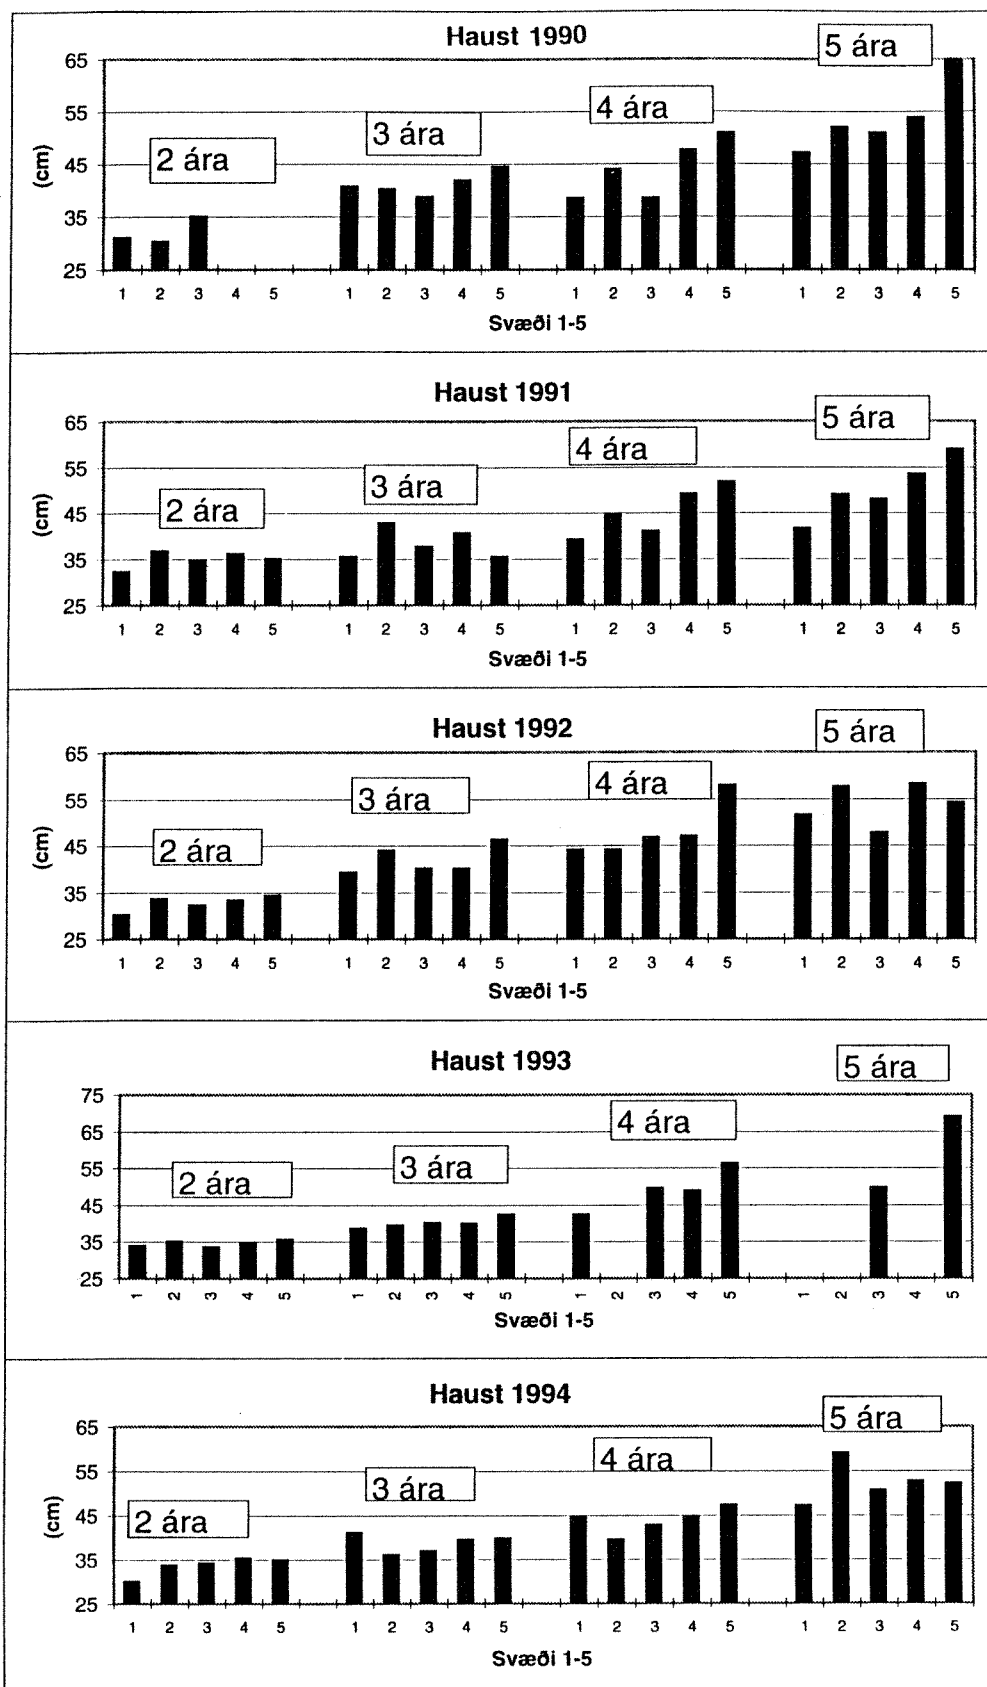 Haust 1990
5 ára
4 ára
3 ára
2 ára
65
55
45
35
25
(cm)
1 2 3 4 5 1 2 3 4 5 1 2 3 4 5 1 2 3 4 5
Svæði 1-5
Haust 1991
5 ára
4 ára
3 ára
2 ára
65
55
45
35
25
(cm)
1 2 3 4 5 1 2 3 4 5 1 2 3 4 5 1 2 3 4 5
Svæði 1-5
Haust 1992
5 ára
4 ára
3 ára
2 ára
65
55
45
35
25
(cm)
1 2 3 4 5 1 2 3 4 5 1 2 3 4 5 1 2 3 4 5
Svæði 1-5
Haust 1993
5 ára
4 ára
3 ára
2 ára
75
65
55
45
35
25
1 2 3 4 5 1 2 3 4 5 1 2 3 4 5 1 2 3 4 5
Svæði 1-5
Haust 1994
5 ára
4 ára
3 ára
2 ára
65
55
45
35
25
(cm)
1 2 3 4 5 1 2 3 4 5 1 2 3 4 5 1 2 3 4 5
Svæði 1-5